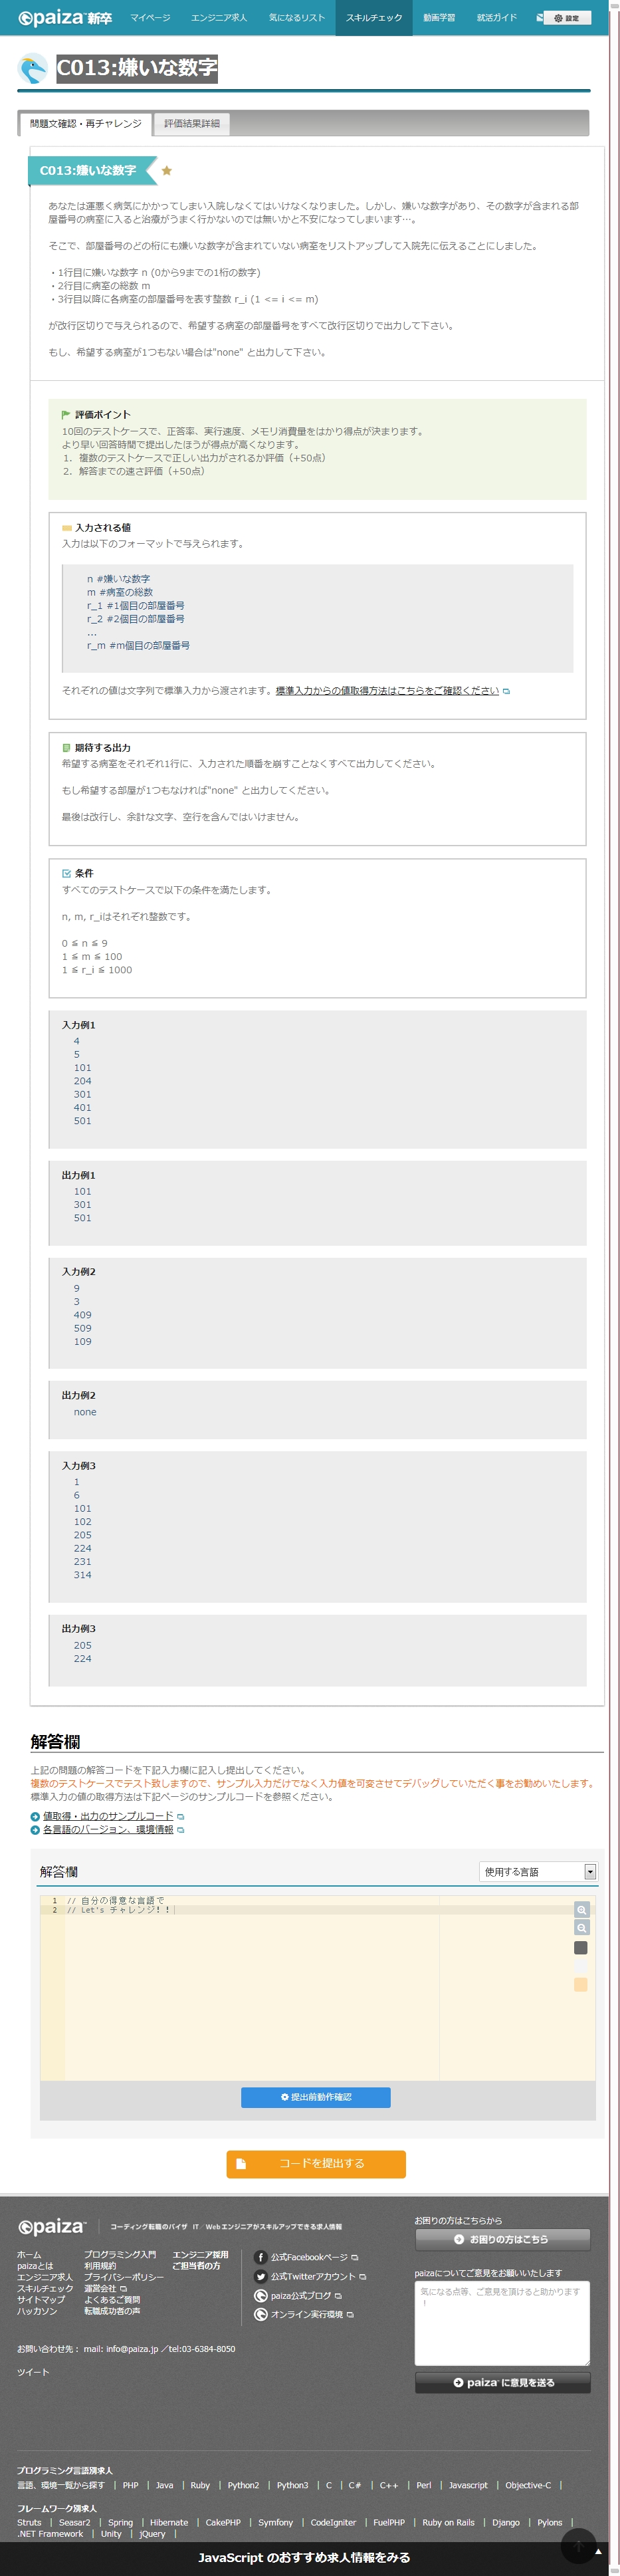 paiza 新卒 マイページ エンジニア求人 気になるリスト スキルチェック 動画学習 就活ガイド 設定
C013:嫌いな数字
問題文確認・再チャレンジ 評価結果詳細
C013:嫌いな数字
あなたは運悪く病気にかかってしまい入院しなくてはいけなくなりました。しかし、嫌いな数字があり、その数字が含まれる部
屋番号の病室に入ると治療がうまく行かないのでは無いかと不安になってしまいます…。
そこで、部屋番号のどの桁にも嫌いな数字が含まれていない病室をリストアップして入院先に伝えることにしました。
・1行目に嫌いな数字 n (0から9までの1桁の数字)
・2行目に病室の総数 m
・3行目以降に各病室の部屋番号を表す整数 r_i (1 <= i <= m)
が改行区切りで与えられるので、希望する病室の部屋番号をすべて改行区切りで出力して下さい。
もし、希望する病室が1つもない場合は"none" と出力して下さい。
評価ポイント
10回のテストケースで、正答率、実行速度、メモリ消費量をはかり得点が決まります。
より早い回答時間で提出したほうが得点が高くなります。
1. 複数のテストケースで正しい出力がされるか評価（+50点）
2. 解答までの速さ評価（+50点）
入力される値
入力は以下のフォーマットで与えられます。
n #嫌いな数字
m #病室の総数
r_1 #1個目の部屋番号
r_2 #2個目の部屋番号
...
r_m #m個目の部屋番号
それぞれの値は文字列で標準入力から渡されます。標準入力からの値取得方法はこちらをご確認ください
期待する出力
希望する病室をそれぞれ1行に、入力された順番を崩すことなくすべて出力してください。
もし希望する部屋が1つもなければ"none" と出力してください。
最後は改行し、余計な文字、空行を含んではいけません。
条件
すべてのテストケースで以下の条件を満たします。
n, m, r_iはそれぞれ整数です。
0 ≦ n ≦ 9
1 ≦ m ≦ 100
1 ≦ r_i ≦ 1000
入力例1
4
5
101
204
301
401
501
出力例1
101
301
501
入力例2
9
3
409
509
109
出力例2
none
入力例3
1
6
101
102
205
224
231
314
出力例3
205
224
解答欄
上記の問題の解答コードを下記入力欄に記入し提出してください。
複数のテストケースでテスト致しますので、サンプル入力だけでなく入力値を可変させてデバッグしていただく事をお勧めいたします。
標準入力の値の取得方法は下記ページのサンプルコードを参照ください。
値取得・出力のサンプルコード
各言語のバージョン、環境情報
解答欄 使用する言語
1 // 自分の得意な言語で
2 // Let's チャレンジ！！
提出前動作確認
コードを提出する
paiza コーディング転職のパイザ IT／Webエンジニアがスキルアップできる求人情報
お困りの方はこちらから
お困りの方はこちら
ホーム プログラミング入門 エンジニア採用 公式Facebookページ
paizaとは 利用規約 ご担当者の方
エンジニア求人 プライバシーポリシー 公式Twitterアカウント
スキルチェック 運営会社
サイトマップ よくあるご質問 paiza公式ブログ
ハッカソン 転職成功者の声 オンライン実行環境
paizaについてご意見をお願いいたします
気になる点等、ご意見を頂けると助かります
！
お問い合わせ先： mail: info@paiza.jp ／tel:03-6384-8050
ツイート
paiza に意見を送る
プログラミング言語別求人
言語、環境一覧から探す | PHP | Java | Ruby | Python2 | Python3 | C | C# | C++ | Perl | Javascript | Objective-C |
フレームワーク別求人
Struts | Seasar2 | Spring | Hibernate | CakePHP | Symfony | CodeIgniter | FuelPHP | Ruby on Rails | Django | Pylons |
.NET Framework | Unity | jQuery |
JavaScript のおすすめ求人情報をみる